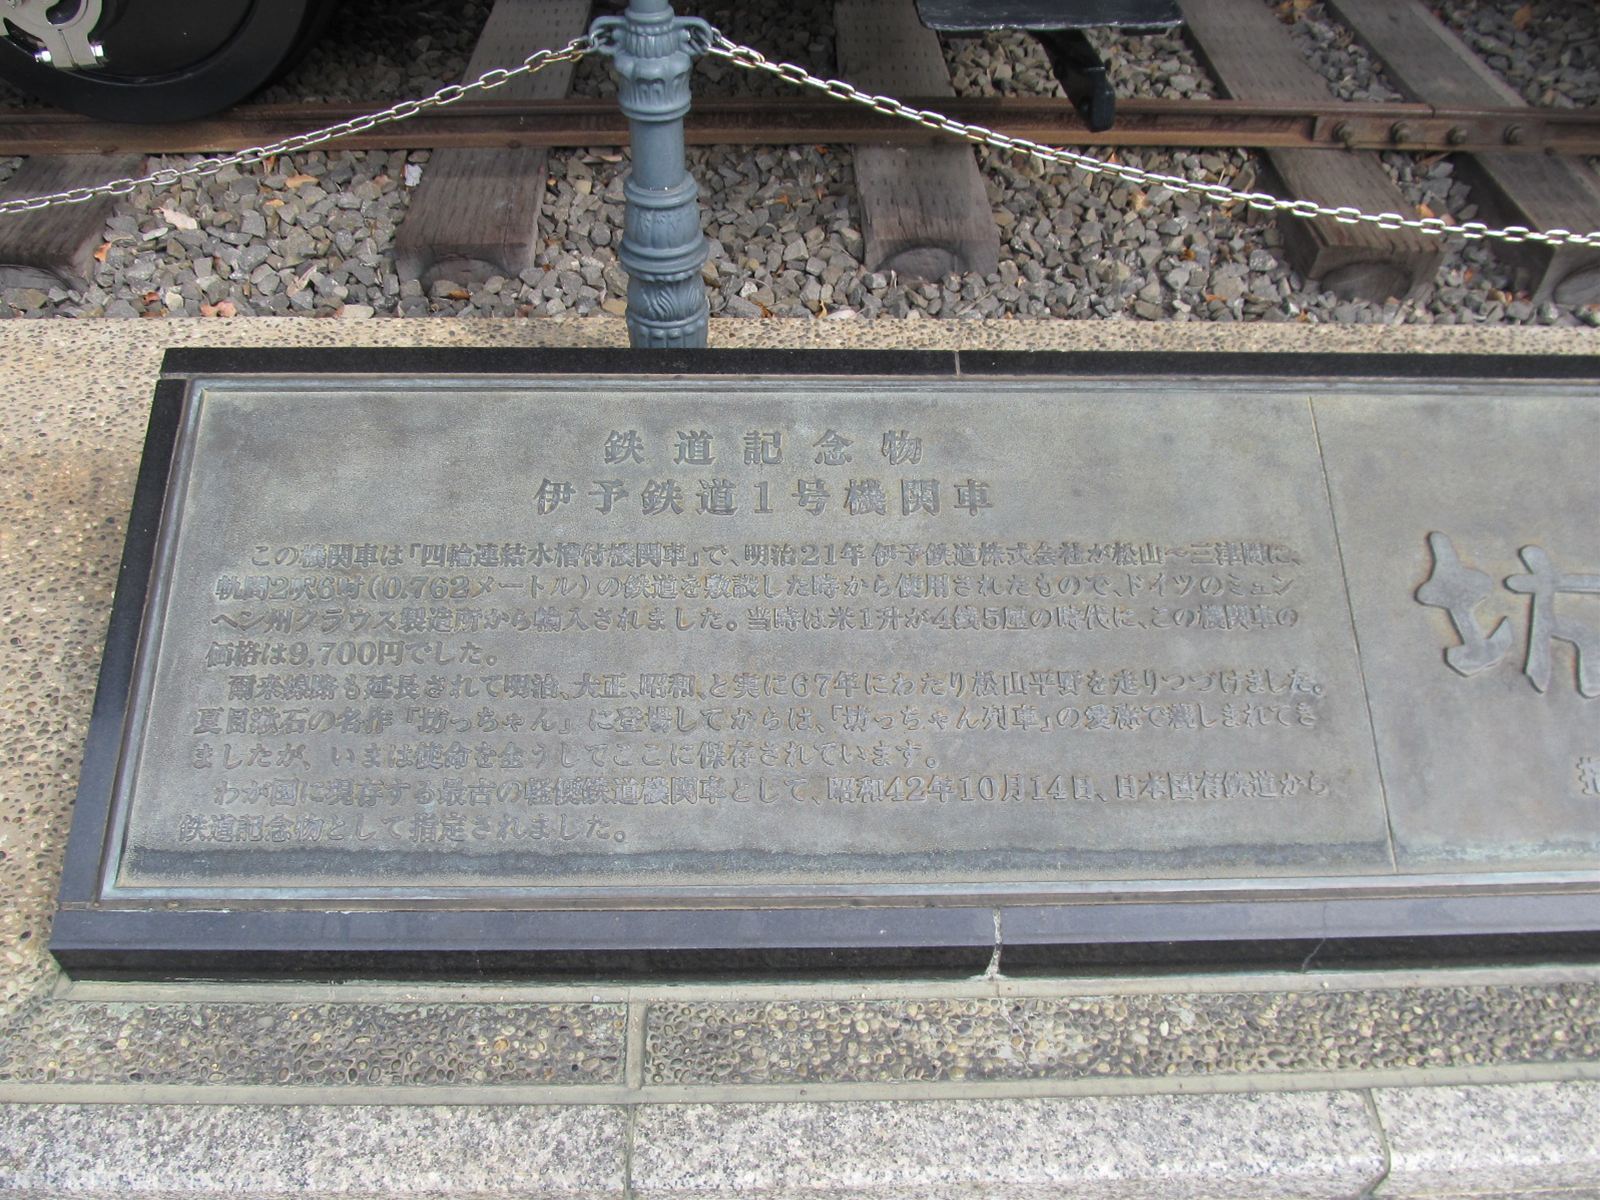 鉄道記念物
伊予鉄道1号機関車
この機関車は「四輪連結水槽付機関車」で、明治21年伊予鉄道株式会社が松山～三津間に、
軌間2呎6吋(0.762メートル)の鉄道を敷設した時から使用されたもので、ドイツのミュン
ヘン州クラウス製造所から輸入されました。当時は米1升が4銭5厘の時代に、この機関車の
価格は9,700円でした。
爾来線路も延長されて明治、大正、昭和、と実に67年にわたり松山平野を走りつづけました。
夏目漱石の名作「坊っちゃん」に登場してからは、「坊っちゃん列車」の愛称で親しまれてき
ましたが、いまは使命を全うしてここに保存されています。
わが国に現存する最古の軽便鉄道機関車として、昭和42年10月14日、日本国有鉄道から
鉄道記念物として指定されました。
坊